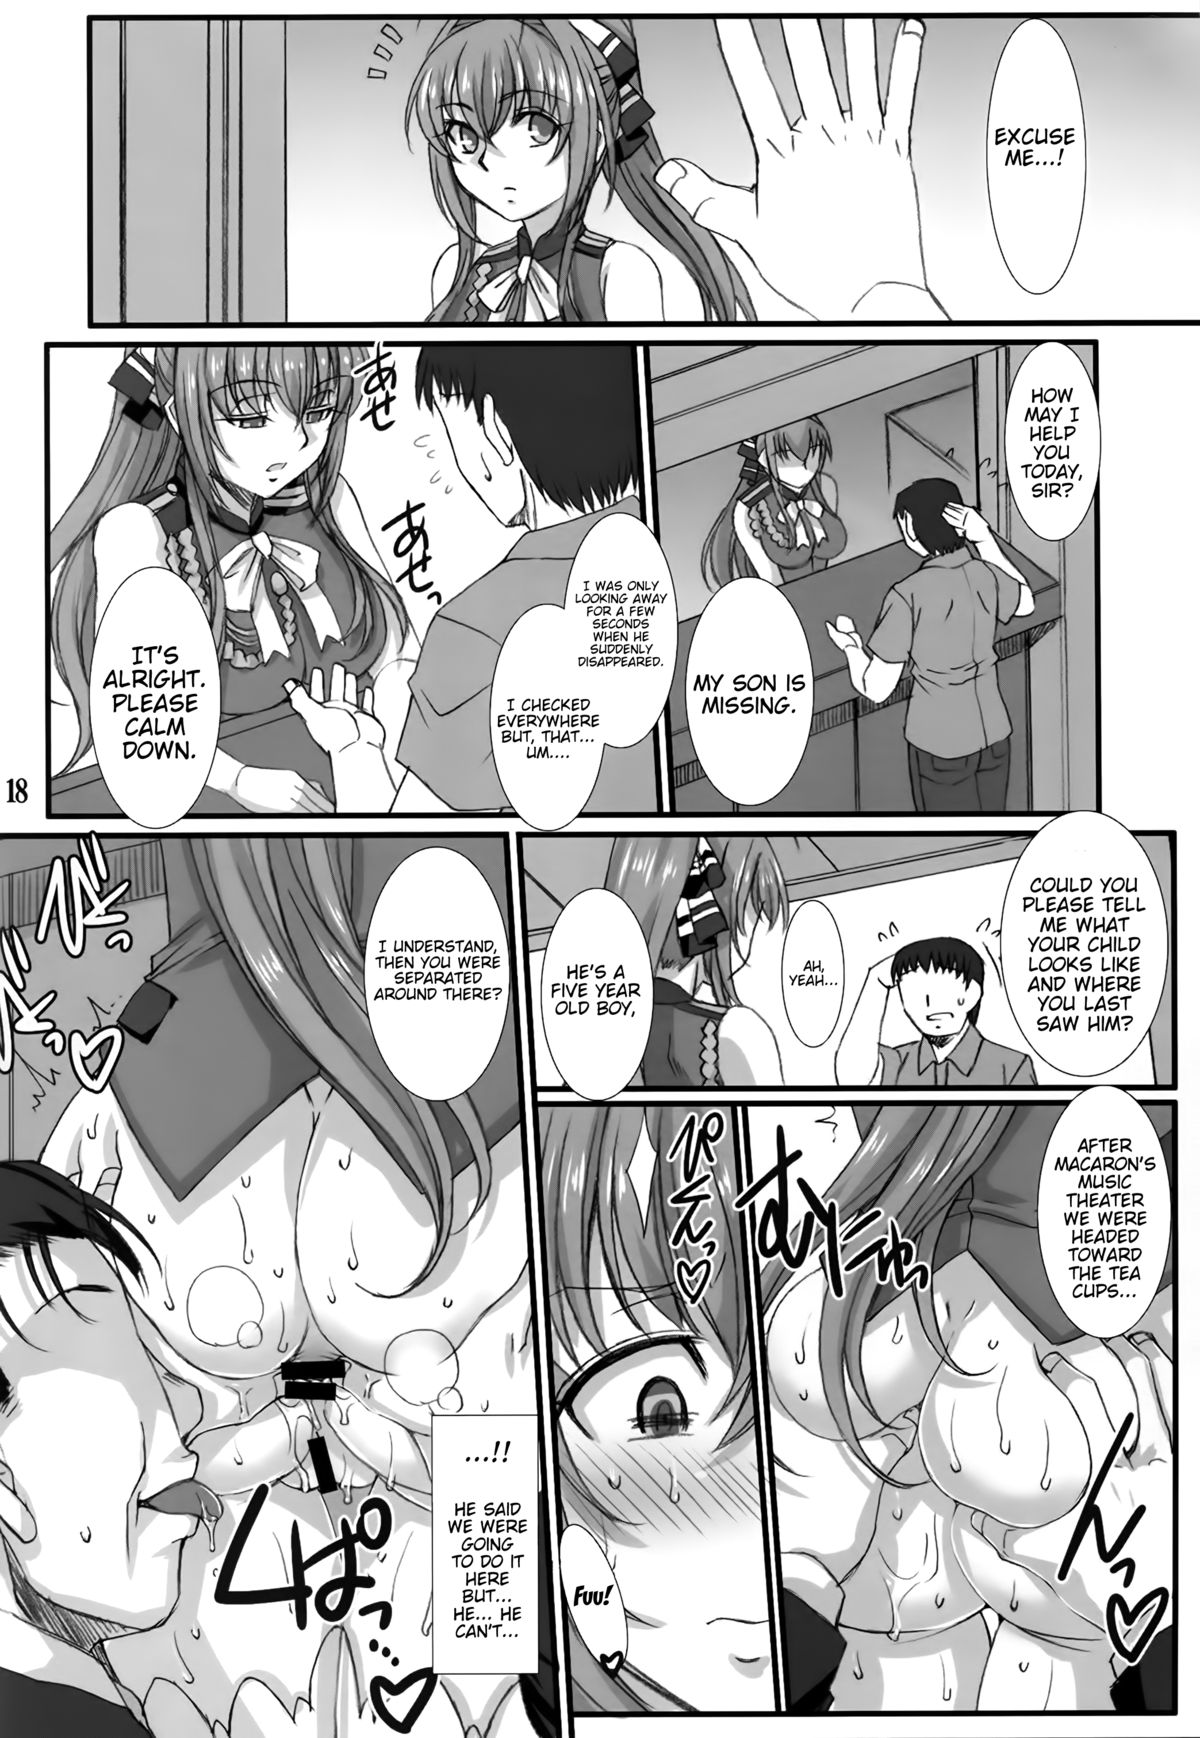 EXCUSE
ME...!
HOW
MAY I
HELP
YOU
TODAY,
SIR?
MY SON IS
MISSING.
あせ
あせっ
I WAS ONLY
LOOKING AWAY
FOR A FEW
SECONDS
WHEN HE
SUDDENLY
DISAPPEARED.
I CHECKED
EVERYWHERE
BUT, THAT...
UM....
IT'S
ALRIGHT.
PLEASE
CALM
DOWN.
18
COULD YOU
PLEASE TELL
ME WHAT
YOUR CHILD
LOOKS LIKE
AND WHERE
YOU LAST
SAW HIM?
AH,
YEAH...
HE'S A
FIVE YEAR
OLD BOY,
AFTER
MACARON'S
MUSIC
THEATER
WE WERE
HEADED
TOWARD
THE TEA
CUPS...
むにゅっ
ぴくんっ
Fuu!
I UNDERSTAND,
THEN YOU WERE
SEPARATED
AROUND THERE?
くぱっ...
...!!
HE SAID
WE WERE
GOING
TO DO IT
HERE
BUT...
HE... HE
CAN'T...